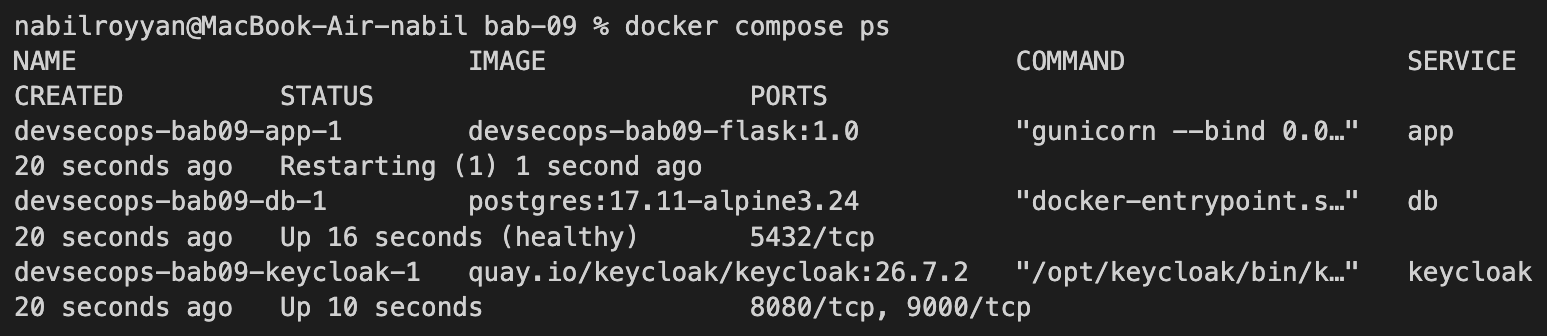 nabilroyyan@MacBook-Air-nabil bab-09 % docker compose ps
NAME                         IMAGE                              COMMAND                  SERVICE
CREATED          STATUS                        PORTS
devsecops-bab09-app-1        devsecops-bab09-flask:1.0          "gunicorn --bind 0.0…"   app
20 seconds ago   Restarting (1) 1 second ago
devsecops-bab09-db-1         postgres:17.11-alpine3.24          "docker-entrypoint.s…"   db
20 seconds ago   Up 16 seconds (healthy)       5432/tcp
devsecops-bab09-keycloak-1   quay.io/keycloak/keycloak:26.7.2   "/opt/keycloak/bin/k…"   keycloak
20 seconds ago   Up 10 seconds                 8080/tcp, 9000/tcp